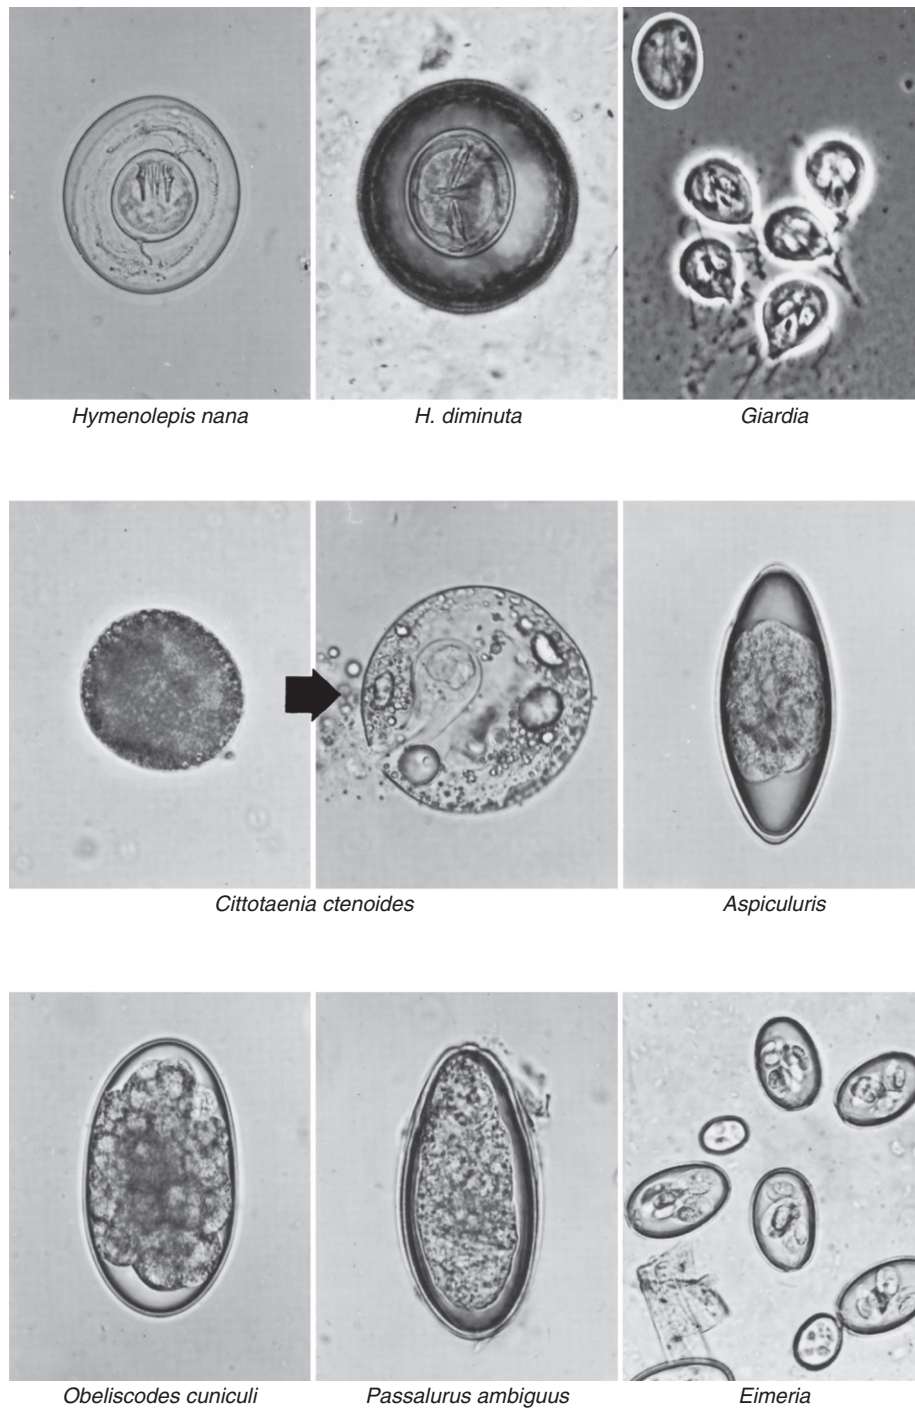 Hymenolepis nana
H. diminuta
Giardia
Cittotaenia ctenoides
Aspiculuris
Obeliscodes cuniculi
Passalurus ambiguus
Eimeria